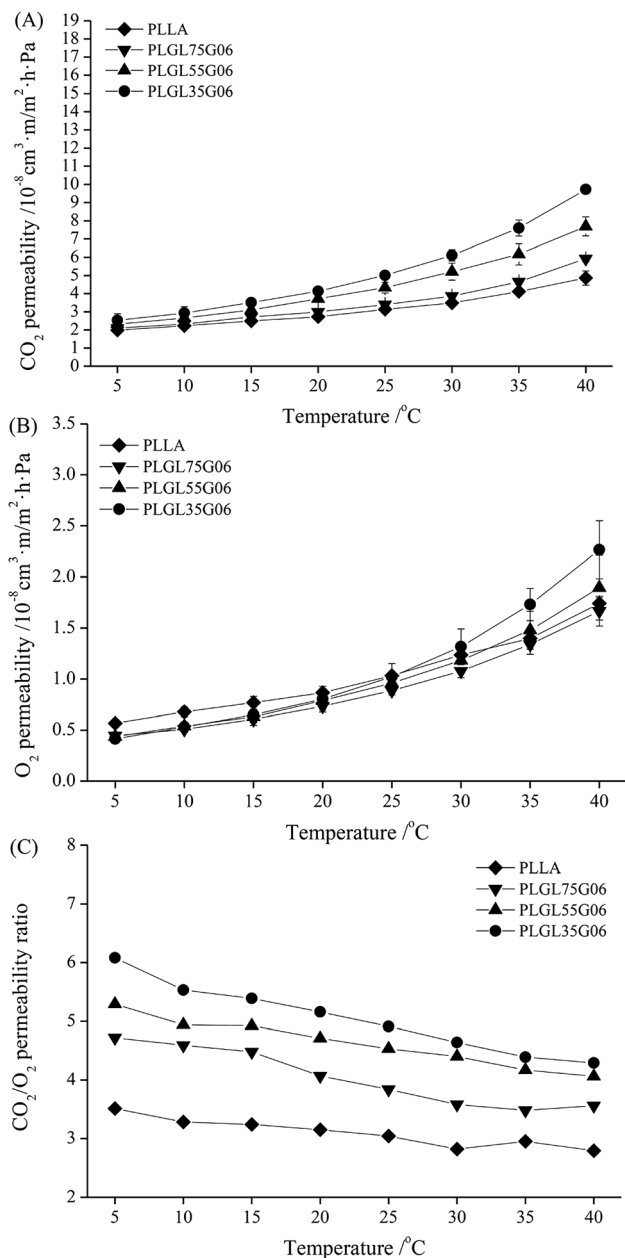 (A)
PLLA
PLGL75G06
PLGL55G06
PLGL35G06
CO₂ permeability /10⁻⁸cm³·m/m²·h·Pa
19
18
17
16
15
14
13
12
11
10
9
8
7
6
5
4
3
2
1
0
5 10 15 20 25 30 35 40
Temperature /°C
(B)
PLLA
PLGL75G06
PLGL55G06
PLGL35G06
O₂ permeability /10⁻⁸cm³·m/m²·h·Pa
3.5
3.0
2.5
2.0
1.5
1.0
0.5
0.0
5 10 15 20 25 30 35 40
Temperature /°C
(C)
PLLA
PLGL75G06
PLGL55G06
PLGL35G06
CO₂/O₂ permeability ratio
8
7
6
5
4
3
2
5 10 15 20 25 30 35 40
Temperature /°C